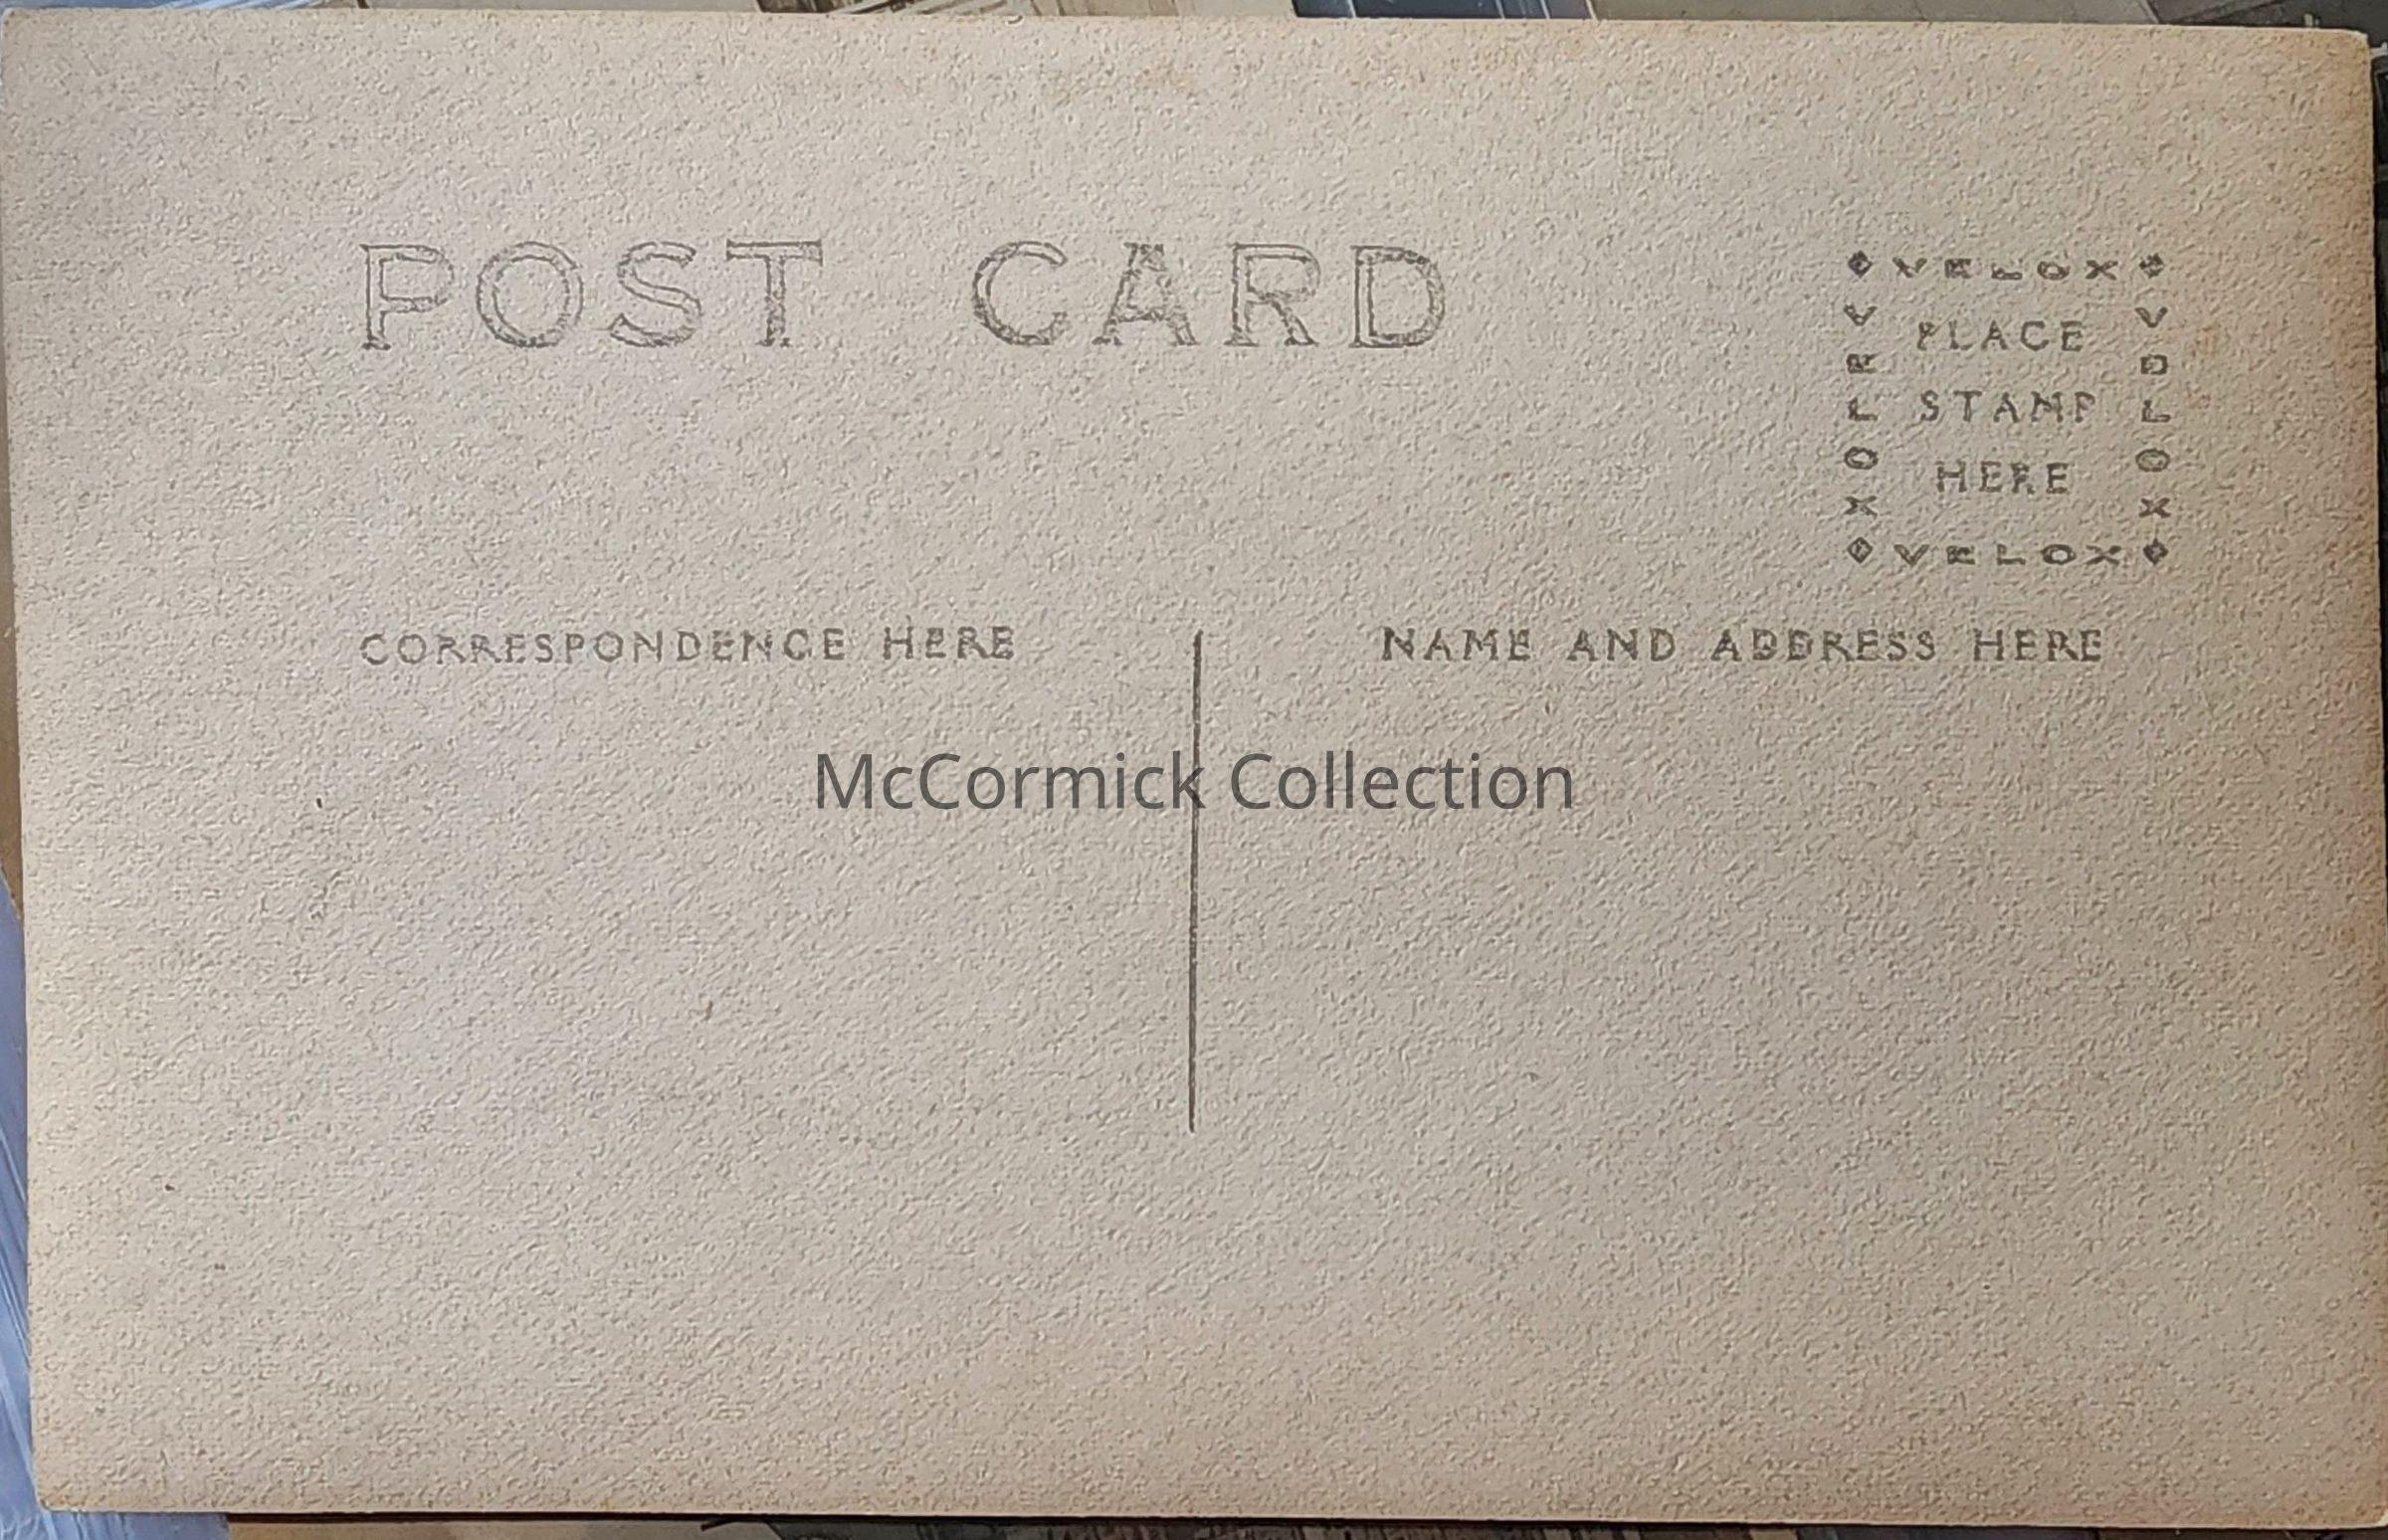 POST CARD
◆VELOX◆
VELOX
PLACE
STAMP
HERE
VELOX
◆VELOX◆
CORRESPONDENCE HERE
NAME AND ADDRESS HERE
McCormick Collection